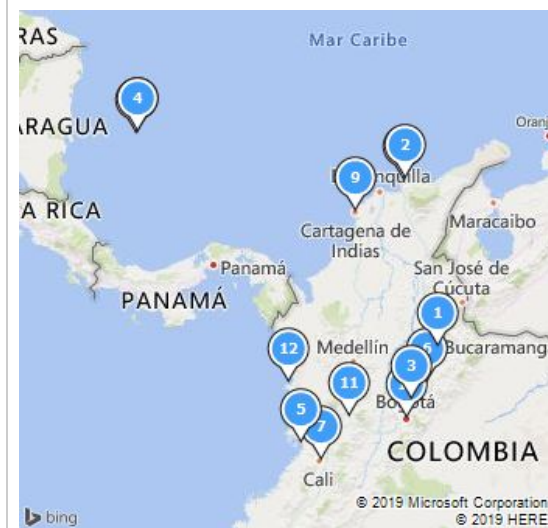 RAS
Mar Caribe
4
ARAGUA
2
Oranj
9
quilla
A RICA
Maracaibo
Cartagena de
Indias
Panamá
San José de
Cúcuta
PANAMÁ
1
12
Medellín
6
Bucaramang
3
11
Bogotá
5
7
COLOMBIA
Cali
© 2019 Microsoft Corporation
bing
© 2019 HERE